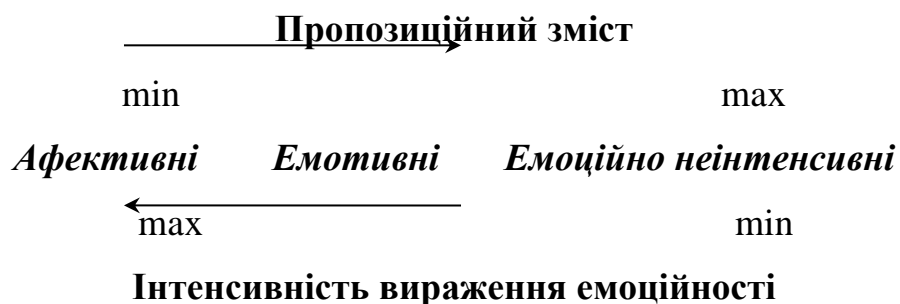 Пропозиційний зміст
min max
Афективні Емотивні Емоційно неінтенсивні
max min
Інтенсивність вираження емоційності